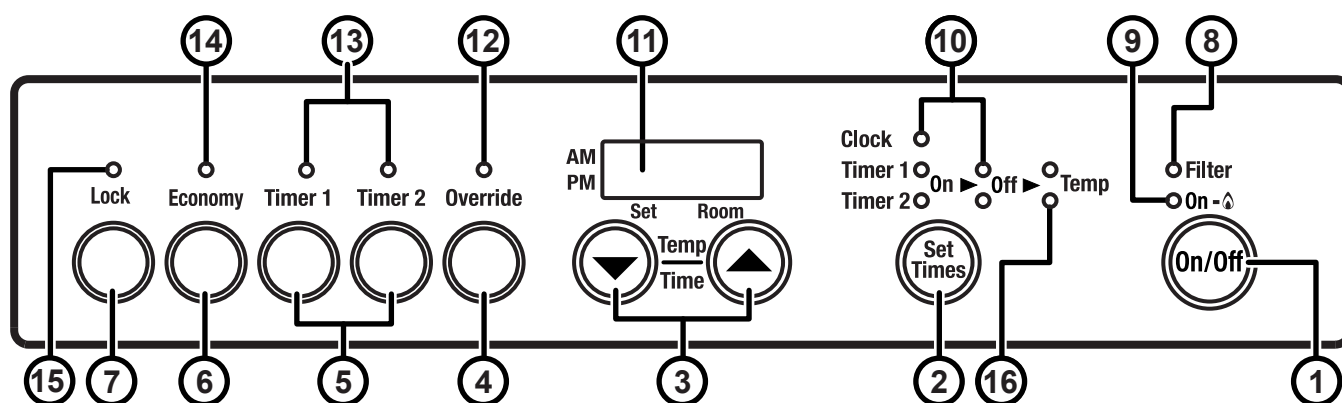 14 13 12 11 10 9 8
Clock
AM
PM
Timer 1 On ► Off ► Temp
Timer 2
Filter
On -
Lock Economy Timer 1 Timer 2 Override
Set Room
Temp
Time
Set
Times
On/Off
15 7 6 5 4 3 2 16 1